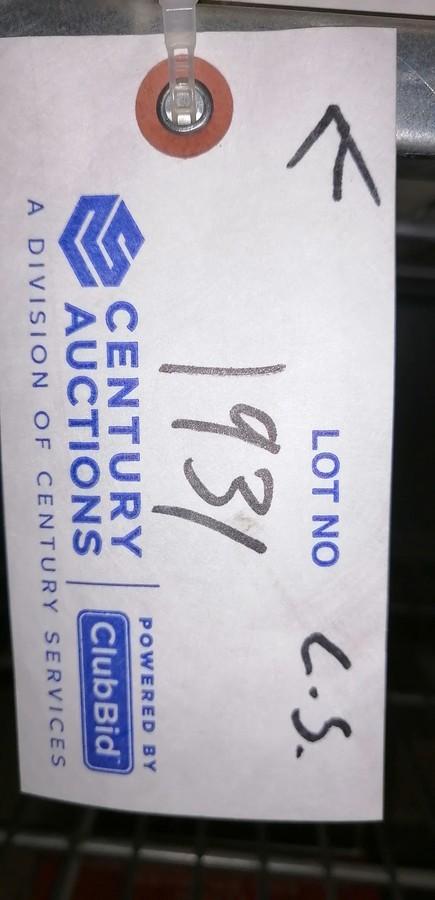 LOT NO C.S.
1931
CENTURY AUCTIONS
POWERED BY
ClubBid
A DIVISION OF CENTURY SERVICES